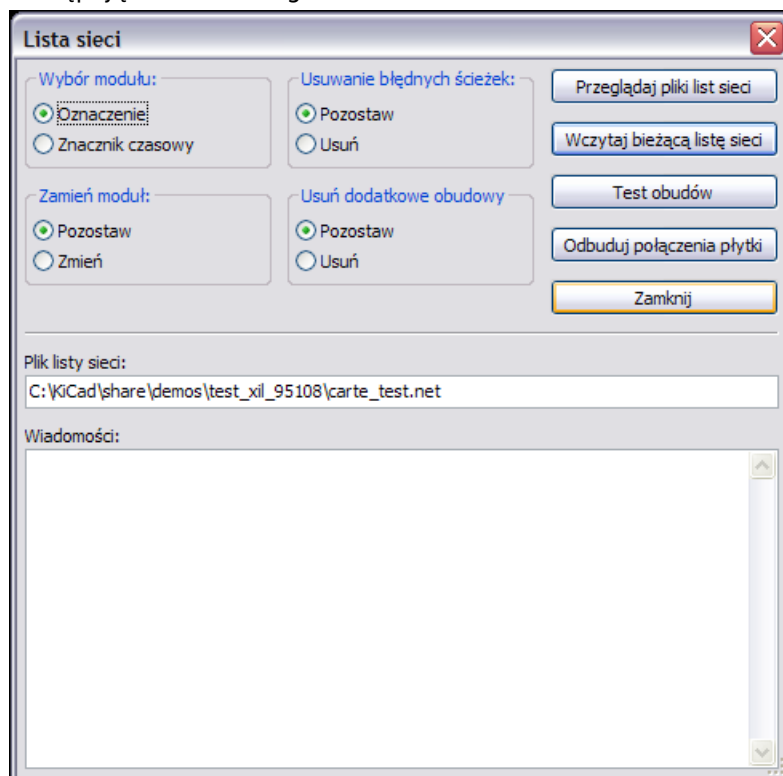 Lista sieci
Wybór modułu:
Oznaczenie
Znacznik czasowy
Usuwanie błędnych ścieżek:
Pozostaw
Usuń
Przeglądaj pliki list sieci
Wczytaj bieżącą listę sieci
Zamień moduł:
Pozostaw
Zmień
Usuń dodatkowe obudowy
Pozostaw
Usuń
Test obudów
Odbuduj połączenia płytki
Zamknij
Plik listy sieci:
C:\KiCad\share\demos\test_xil_95108\carte_test.net
Wiadomości: